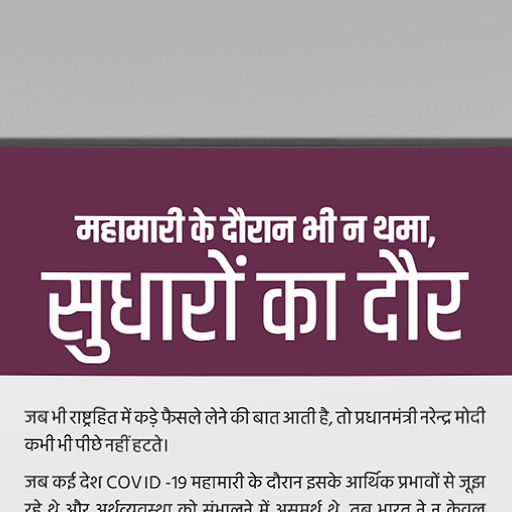 महामारी के दौरान भी न थमा,
सुधारों का दौर
जब भी राष्ट्रहित में कड़े फैसले लेने की बात आती है, तो प्रधानमंत्री नरेन्द्र मोदी
कभी भी पीछे नहीं हटते।
जब कई देश COVID -19 महामारी के दौरान इसके आर्थिक प्रभावों से जूझ
रहे थे और अर्थव्यवस्था को संभालने में असमर्थ थे, तब भारत ने न केवल